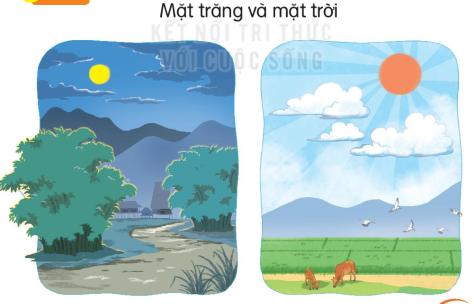 Mặt trăng và mặt trời
KẾT NỐI TRI THỨC
VỚI CUỘC SỐNG